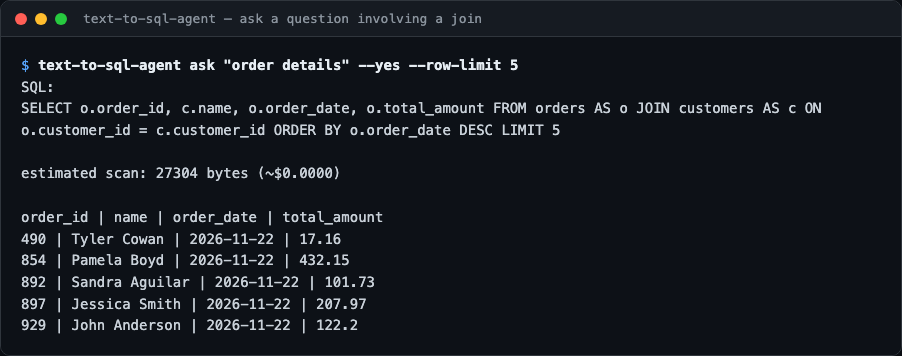 text-to-sql-agent — ask a question involving a join
$ text-to-sql-agent ask "order details" --yes --row-limit 5
SQL:
SELECT o.order_id, c.name, o.order_date, o.total_amount FROM orders AS o JOIN customers AS c ON
o.customer_id = c.customer_id ORDER BY o.order_date DESC LIMIT 5
estimated scan: 27304 bytes (~$0.0000)
order_id | name | order_date | total_amount
490 | Tyler Cowan | 2026-11-22 | 17.16
854 | Pamela Boyd | 2026-11-22 | 432.15
892 | Sandra Aguilar | 2026-11-22 | 101.73
897 | Jessica Smith | 2026-11-22 | 207.97
929 | John Anderson | 2026-11-22 | 122.2